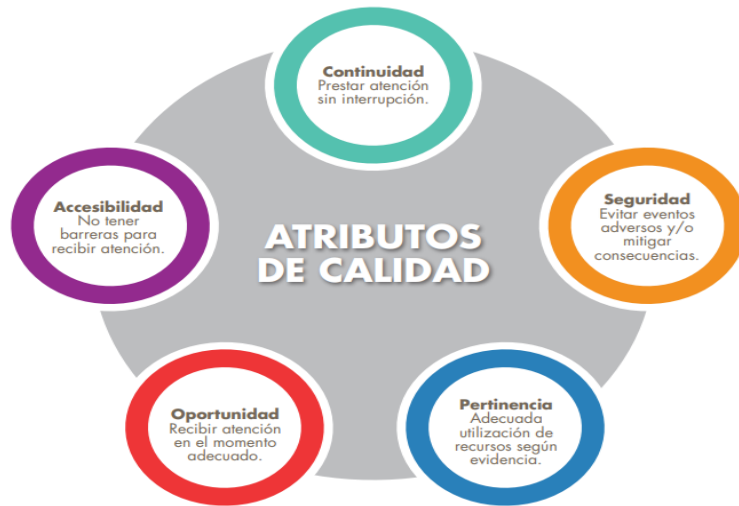 Continuidad
Prestar atención
sin interrupción.
Accesibilidad
No tener
barreras para
recibir atención.
Seguridad
Evitar eventos
adversos y/o
mitigar
consecuencias.
ATRIBUTOS
DE CALIDAD
Oportunidad
Recibir atención
en el momento
adecuado.
Pertinencia
Adecuada
utilización de
recursos según
evidencia.